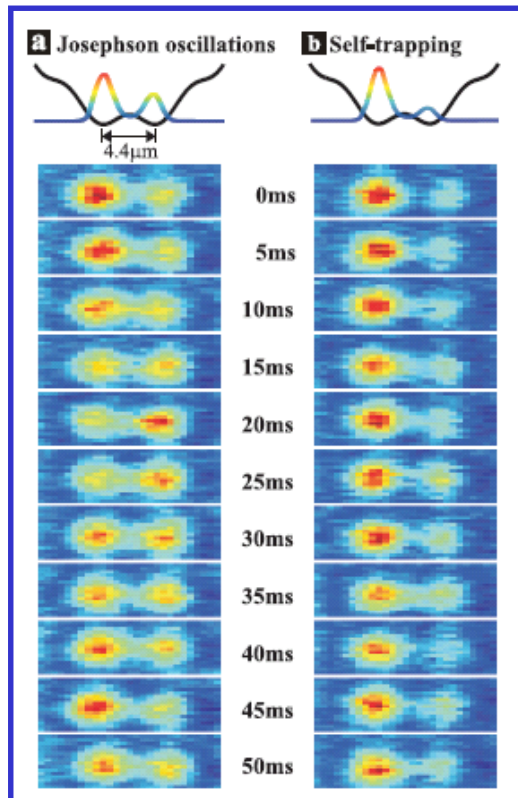 a Josephson oscillations
b Self-trapping
4.4μm
0ms
5ms
10ms
15ms
20ms
25ms
30ms
35ms
40ms
45ms
50ms